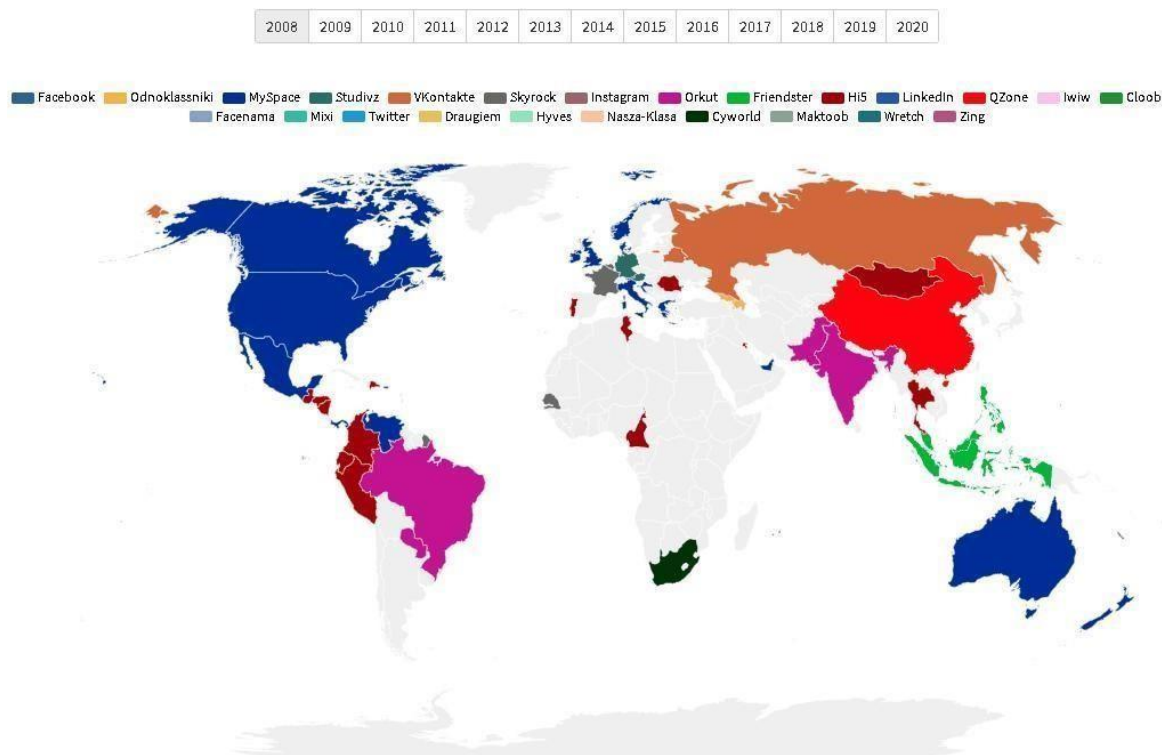 2008 2009 2010 2011 2012 2013 2014 2015 2016 2017 2018 2019 2020
Facebook Odnoklassniki MySpace Studivz VKontakte Skyrock Instagram Orkut Friendster Hi5 LinkedIn QZone Iwiw Cloob
Facenama Mixi Twitter Draugiem Hyves Nasza-Klasa Cyworld Maktoob Wretch Zing